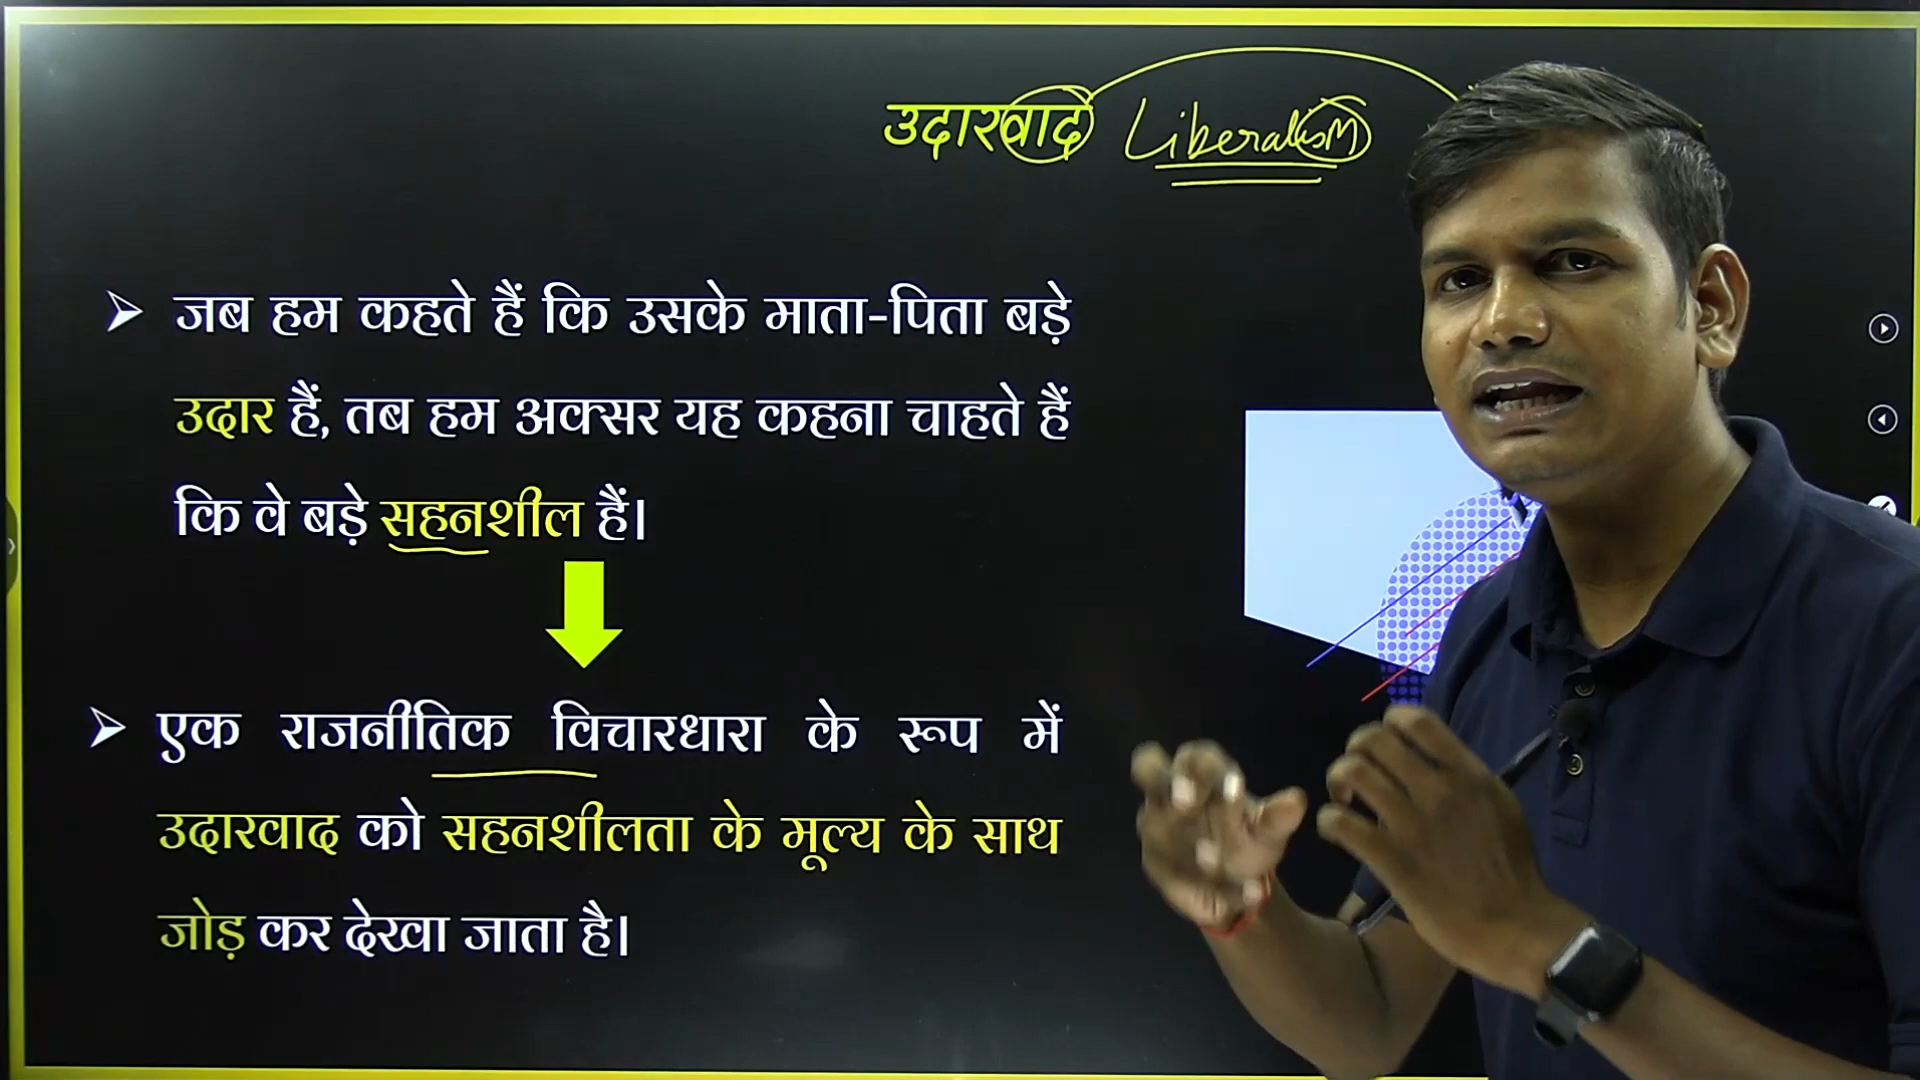 उदारवाद Liberalism
जब हम कहते हैं कि उसके माता-पिता बड़े
उदार हैं, तब हम अक्सर यह कहना चाहते हैं
कि वे बड़े सहनशील हैं।
एक राजनीतिक विचारधारा के रूप में
उदारवाद को सहनशीलता के मूल्य के साथ
जोड़ कर देखा जाता है।